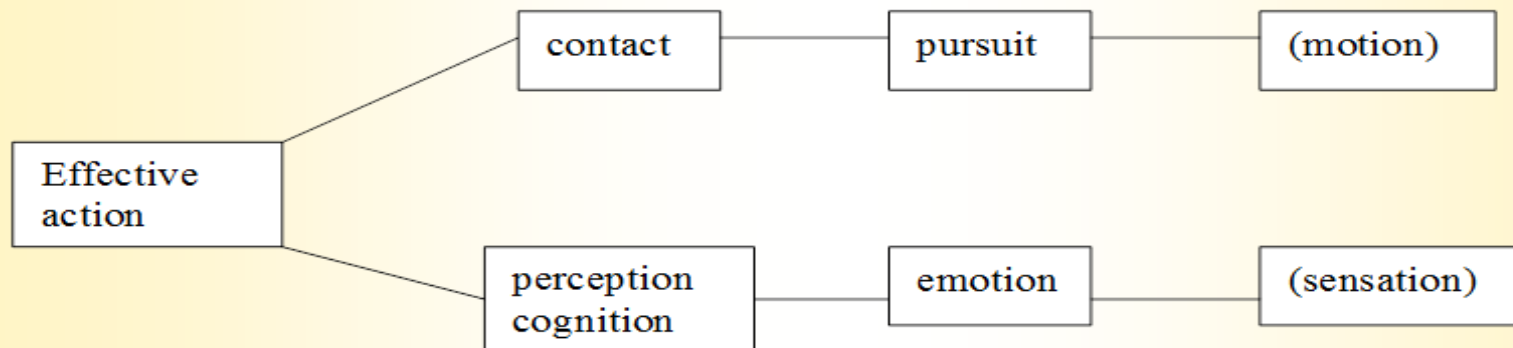 contact
pursuit
(motion)
Effective
action
perception
cognition
emotion
(sensation)